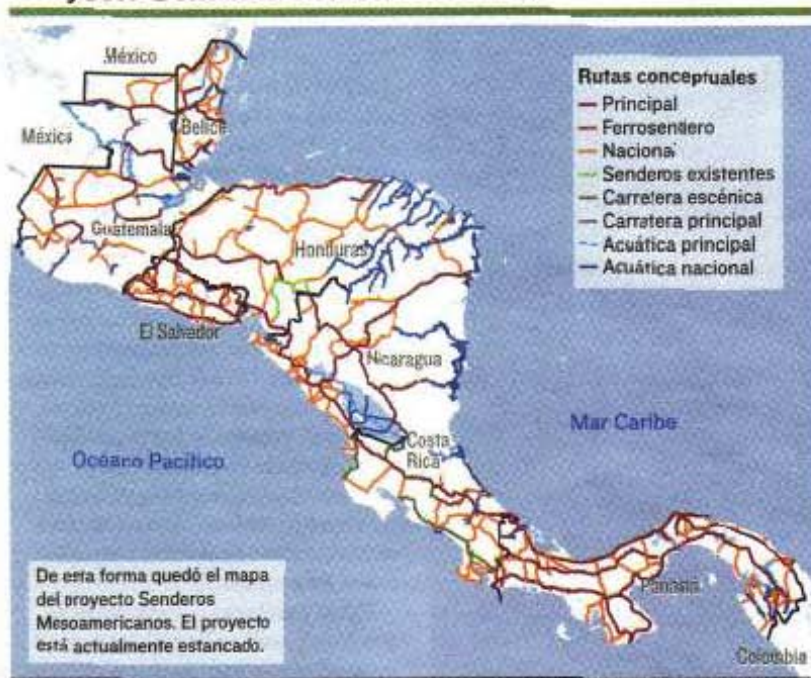 México
México
Belice
Guatemala
Honduras
El Salvador
Nicaragua
Costa
Rica
Panamá
Colombia
Océano Pacífico
Mar Caribe
Rutas conceptuales
Principal
Ferrosendero
Nacional
Senderos existentes
Carretera escénica
Carretera principal
Acuática principal
Acuática nacional
De esta forma quedó el mapa
del proyecto Senderos
Mesoamericanos. El proyecto
está actualmente estancado.